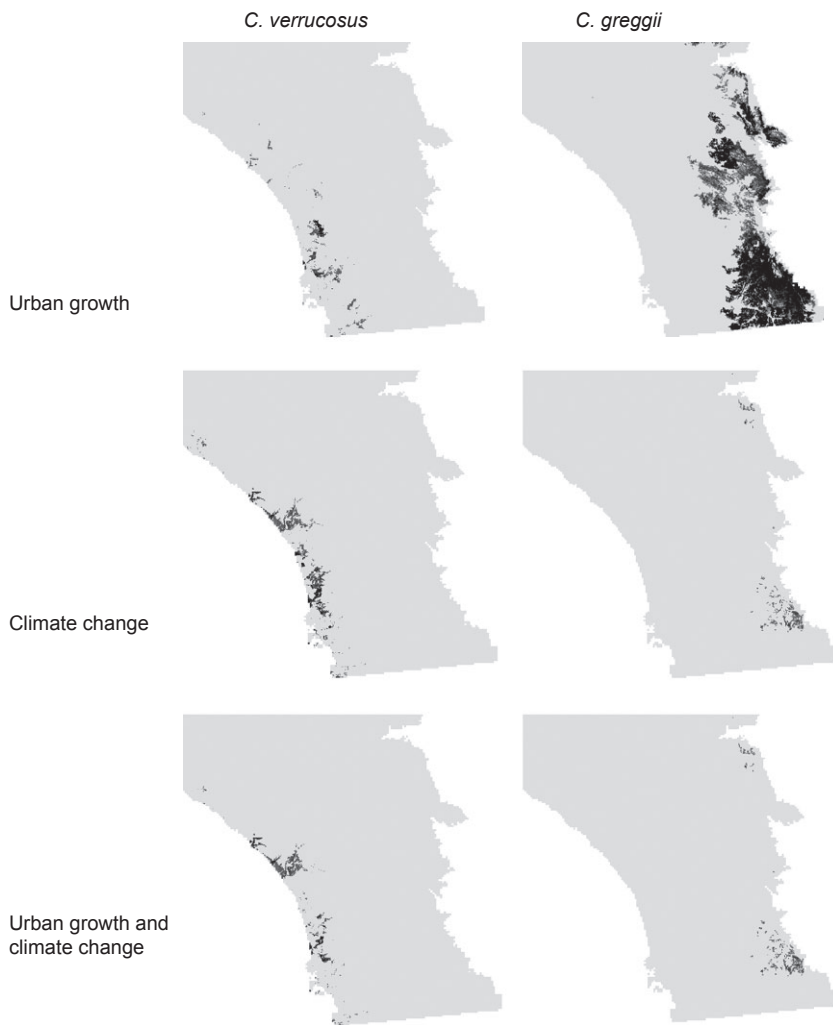 C. verrucosus
C. greggii
Urban growth
Climate change
Urban growth and
climate change